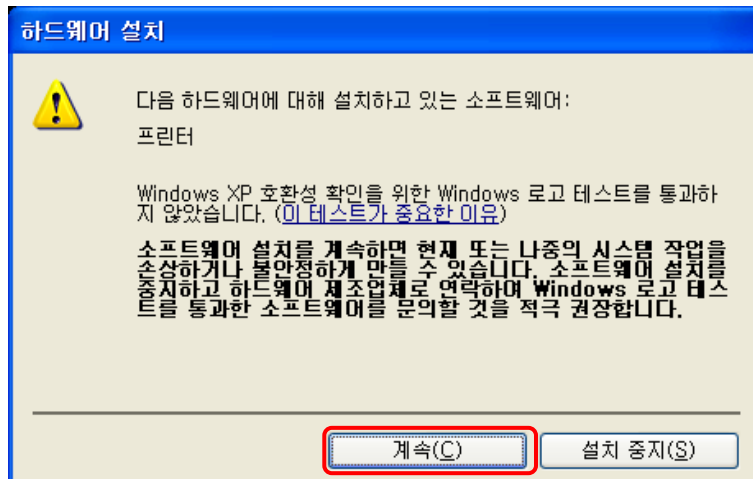 하드웨어 설치
다음 하드웨어에 대해 설치하고 있는 소프트웨어:
프린터
Windows XP 호환성 확인을 위한 Windows 로고 테스트를 통과하
지 않았습니다. (이 테스트가 중요한 이유)
소프트웨어 설치를 계속하면 현재 또는 나중의 시스템 작업을
손상하거나 불안정하게 만들 수 있습니다. 소프트웨어 설치를
중지하고 하드웨어 제조업체로 연락하여 Windows 로고 테스
트를 통과한 소프트웨어를 문의할 것을 적극 권장합니다.
계속(C) 설치 중지(S)